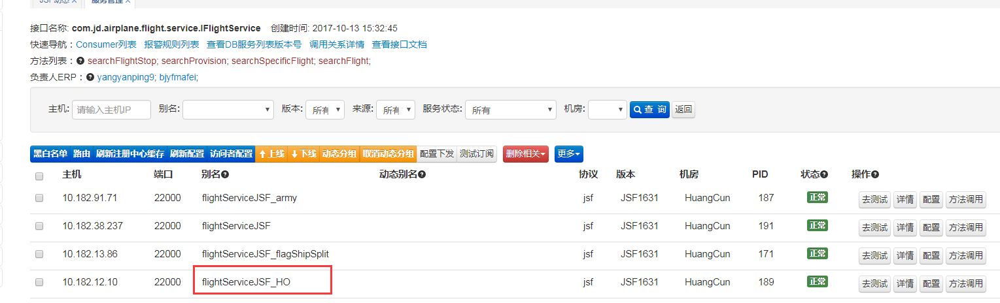 JSF动态 × 服务管理 ×
接口名称: com.jd.airplane.flight.service.IFlightService 创建时间: 2017-10-13 15:32:45
快速导航：Consumer列表 报警规则列表 查看DB服务列表版本号 调用关系详情 查看接口文档
方法列表：? searchFlightStop; searchProvision; searchSpecificFlight; searchFlight;
负责人ERP：? yangyanping9; bjyfmafei;
主机: 请输入主机IP 别名: 版本: 所有 来源: 所有 服务状态: 所有 机房: 查 询 返回
黑白名单 路由 刷新注册中心缓存 刷新配置 访问者配置 上线 下线 动态分组 取消动态分组 配置下发 测试订阅 删除相关 更多
主机 端口 别名? 动态别名? 协议 版本 机房 PID 状态? 操作?
10.182.91.71 22000 flightServiceJSF_army jsf JSF1631 HuangCun 187 正常 去测试 详情 配置 方法调用
10.182.38.237 22000 flightServiceJSF jsf JSF1631 HuangCun 191 正常 去测试 详情 配置 方法调用
10.182.13.86 22000 flightServiceJSF_flagShipSplit jsf JSF1631 HuangCun 171 正常 去测试 详情 配置 方法调用
10.182.12.10 22000 flightServiceJSF_HO jsf JSF1631 HuangCun 189 正常 去测试 详情 配置 方法调用